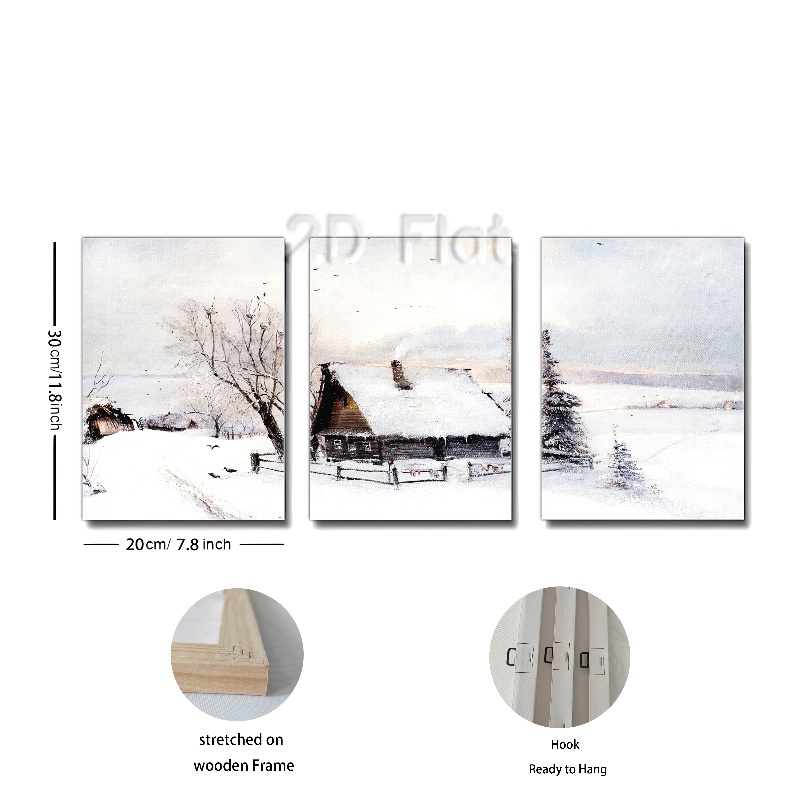 2D Flat
30cm/11.8inch
20cm/ 7.8 inch
stretched on
wooden Frame
Hook
Ready to Hang